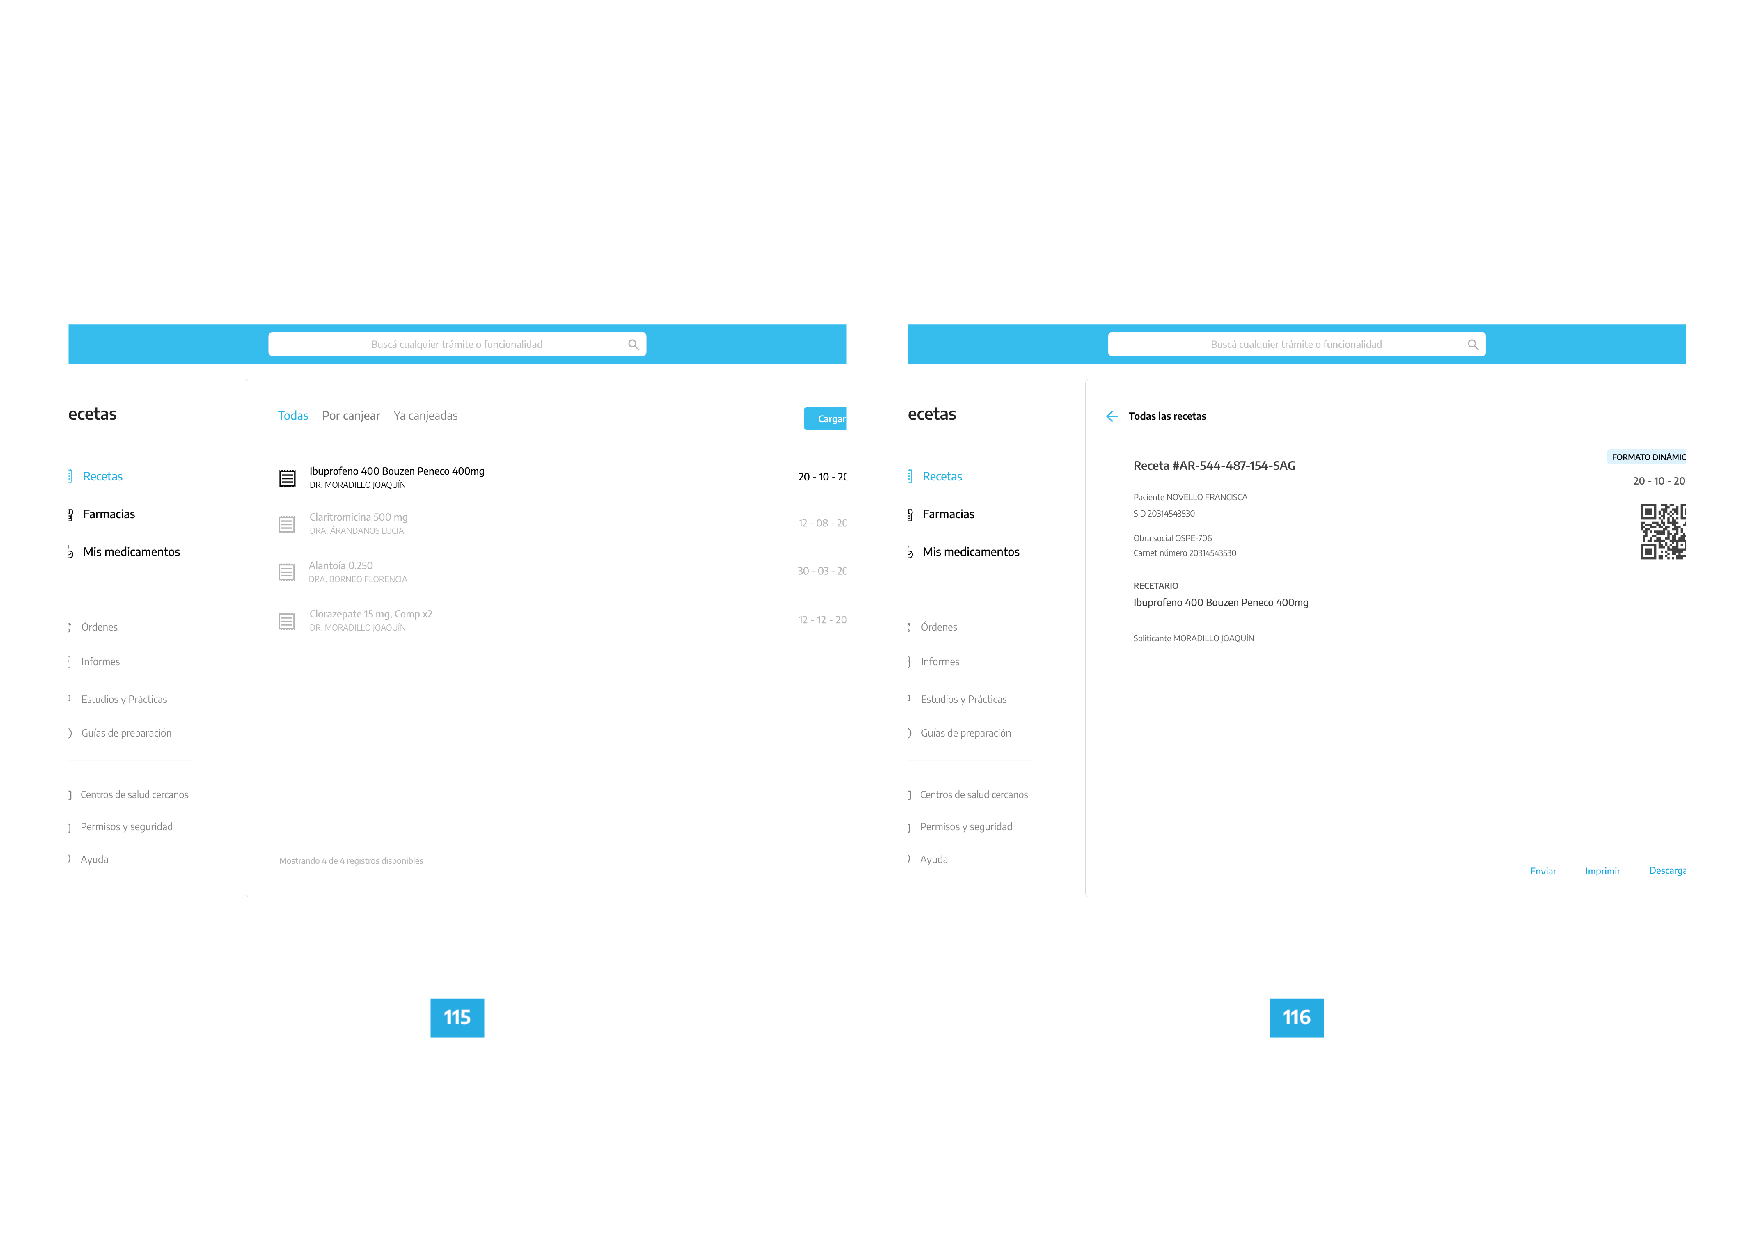 Buscá cualquier trámite o funcionalidad
ecetas
Recetas
Farmacias
Mis medicamentos
Órdenes
Informes
Estudios y Prácticas
Guías de preparación
Centros de salud cercanos
Permisos y seguridad
Ayuda
Todas Por canjear Ya canjeadas
Cargar
Ibuprofeno 400 Bouzen Peneco 400mg
DR. MORADILLO JOAQUÍN
20 - 10 - 20
Claritromicina 500 mg
DRA. ÁRANDANOS LUCIA
12 - 08 - 20
Alantoía 0.250
DRA. BORNEO FLORENCIA
30 - 03 - 20
Clorazepate 15 mg, Comp x2
DR. MORADILLO JOAQUÍN
12 - 12 - 20
Mostrando 4 de 4 registros disponibles
115
Buscá cualquier trámite o funcionalidad
ecetas
Recetas
Farmacias
Mis medicamentos
Órdenes
Informes
Estudios y Prácticas
Guías de preparación
Centros de salud cercanos
Permisos y seguridad
Ayuda
Todas las recetas
Receta #AR-544-487-154-SAG
FORMATO DINÁMIC
20 - 10 - 20
Paciente NOVELLO FRANCISCA
S D 20314543530
Obra social OSPE-706
Carnet número 20314543530
RECETARIO
Ibuprofeno 400 Bouzen Peneco 400mg
Soliticante MORADILLO JOAQUÍN
Enviar Imprimir Descarga
116